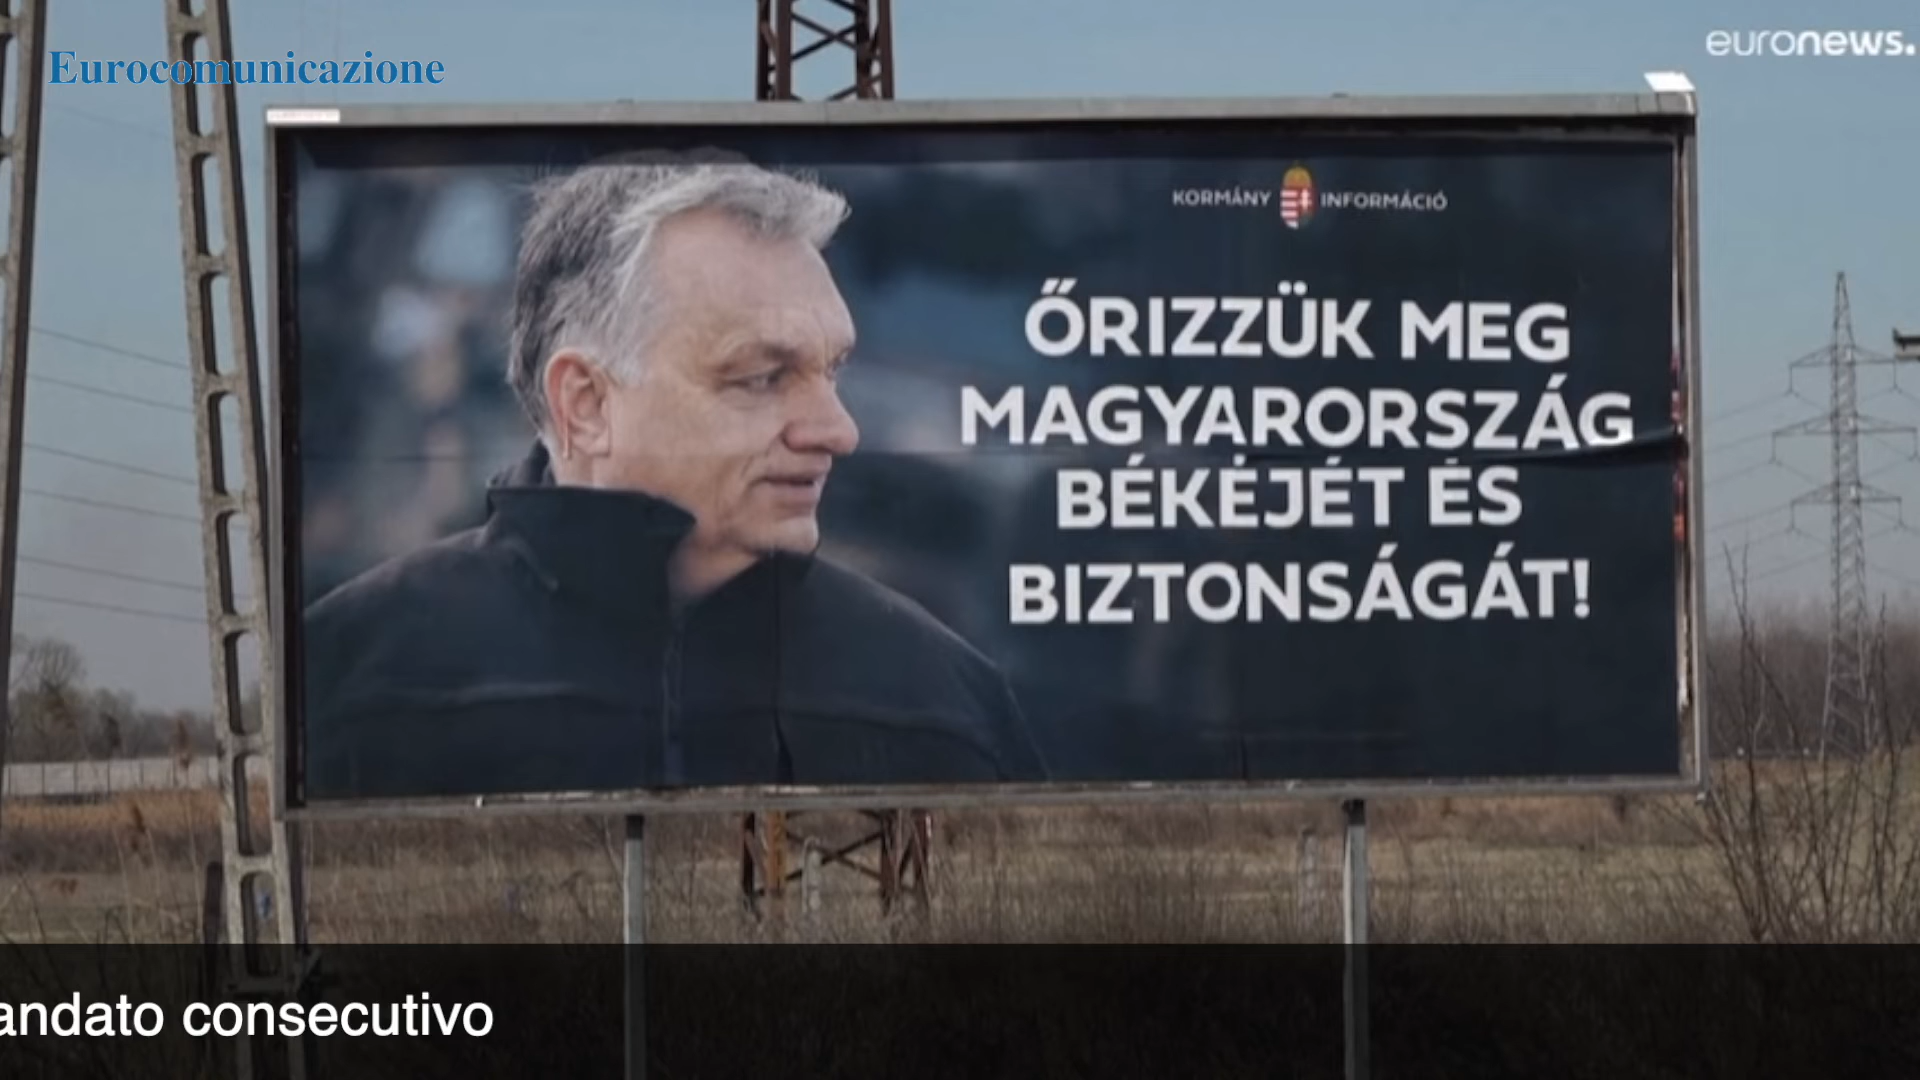 Eurocomunicazione
euronews.
KORMÁNY INFORMÁCIÓ
ŐRIZZÜK MEG
MAGYARORSZÁG
BÉKÉJÉT ÉS
BIZTONSÁGÁT!
andato consecutivo